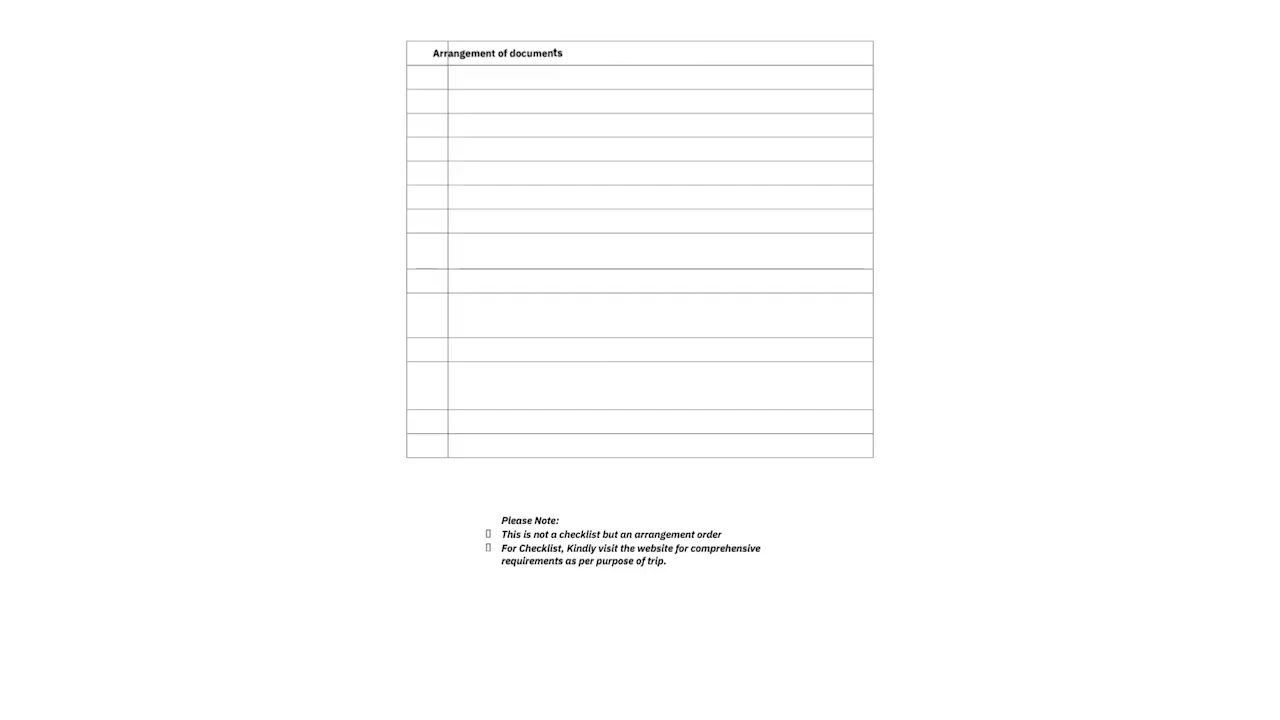 Arrangement of documents
Please Note:
This is not a checklist but an arrangement order
For Checklist, Kindly visit the website for comprehensive
requirements as per purpose of trip.